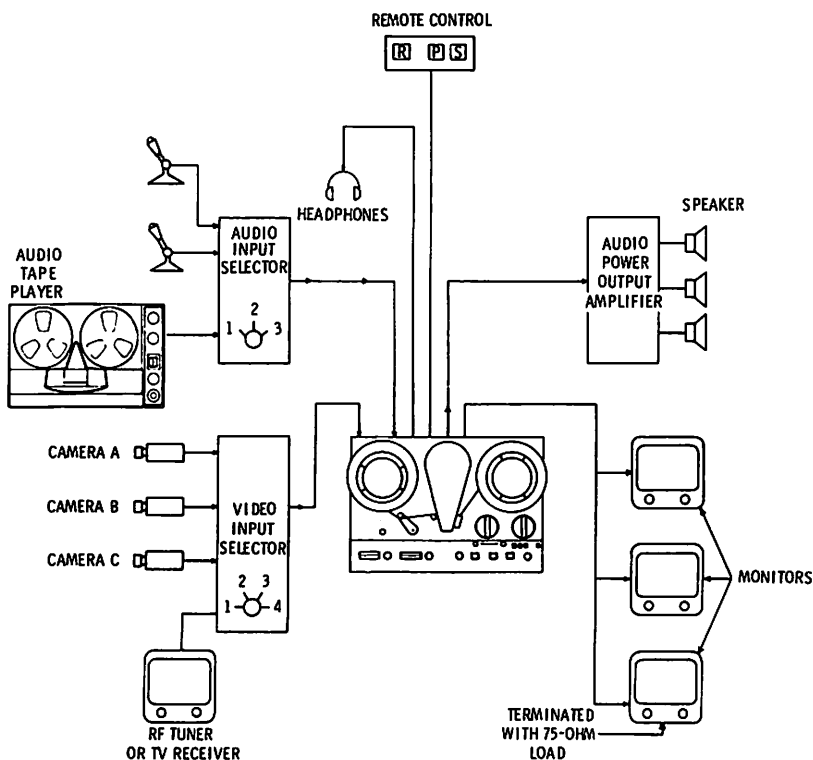 REMOTE CONTROL
R P S
HEADPHONES
SPEAKER
AUDIO
INPUT
SELECTOR
2
1 3
AUDIO
TAPE
PLAYER
AUDIO
POWER
OUTPUT
AMPLIFIER
CAMERA A
CAMERA B
CAMERA C
VIDEO
INPUT
SELECTOR
2 3
1 4
MONITORS
RF TUNER
OR TV RECEIVER
TERMINATED
WITH 75-OHM
LOAD